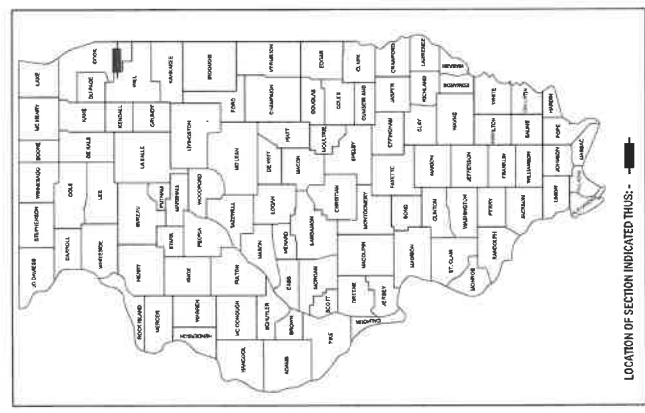 JO DAVIESS
STEPHENSON
WINNEBAGO
BOONE
MC HENRY
LAKE
CARROLL
OGLE
DE KALB
KANE
DU PAGE
COOK
WHITESIDE
LEE
KENDALL
WILL
ROCK ISLAND
HENRY
BUREAU
LA SALLE
GRUNDY
MERCER
PUTNAM
KANKAKEE
STARK
MARSHALL
LIVINGSTON
HENDERSON
WARREN
KNOX
PEORIA
WOODFORD
IROQUOIS
HANCOCK
MC DONOUGH
FULTON
TAZEWELL
MC LEAN
FORD
SCHUYLER
MASON
LOGAN
DE WITT
CHAMPAIGN
VERMILION
ADAMS
BROWN
CASS
MENARD
MACON
PIATT
DOUGLAS
EDGAR
PIKE
SCOTT
MORGAN
SANGAMON
CHRISTIAN
MOULTRIE
COLES
SHELBY
CUMBERLAND
CLARK
CALHOUN
GREENE
JERSEY
MACOUPIN
MONTGOMERY
FAYETTE
EFFINGHAM
JASPER
CRAWFORD
MADISON
BOND
CLAY
RICHLAND
LAWRENCE
ST. CLAIR
CLINTON
MARION
WAYNE
EDWARDS
WABASH
MONROE
WASHINGTON
JEFFERSON
RANDOLPH
PERRY
FRANKLIN
HAMILTON
WHITE
JACKSON
WILLIAMSON
SALINE
GALLATIN
UNION
JOHNSON
POPE
HARDIN
MASSAC
LOCATION OF SECTION INDICATED THUS: -